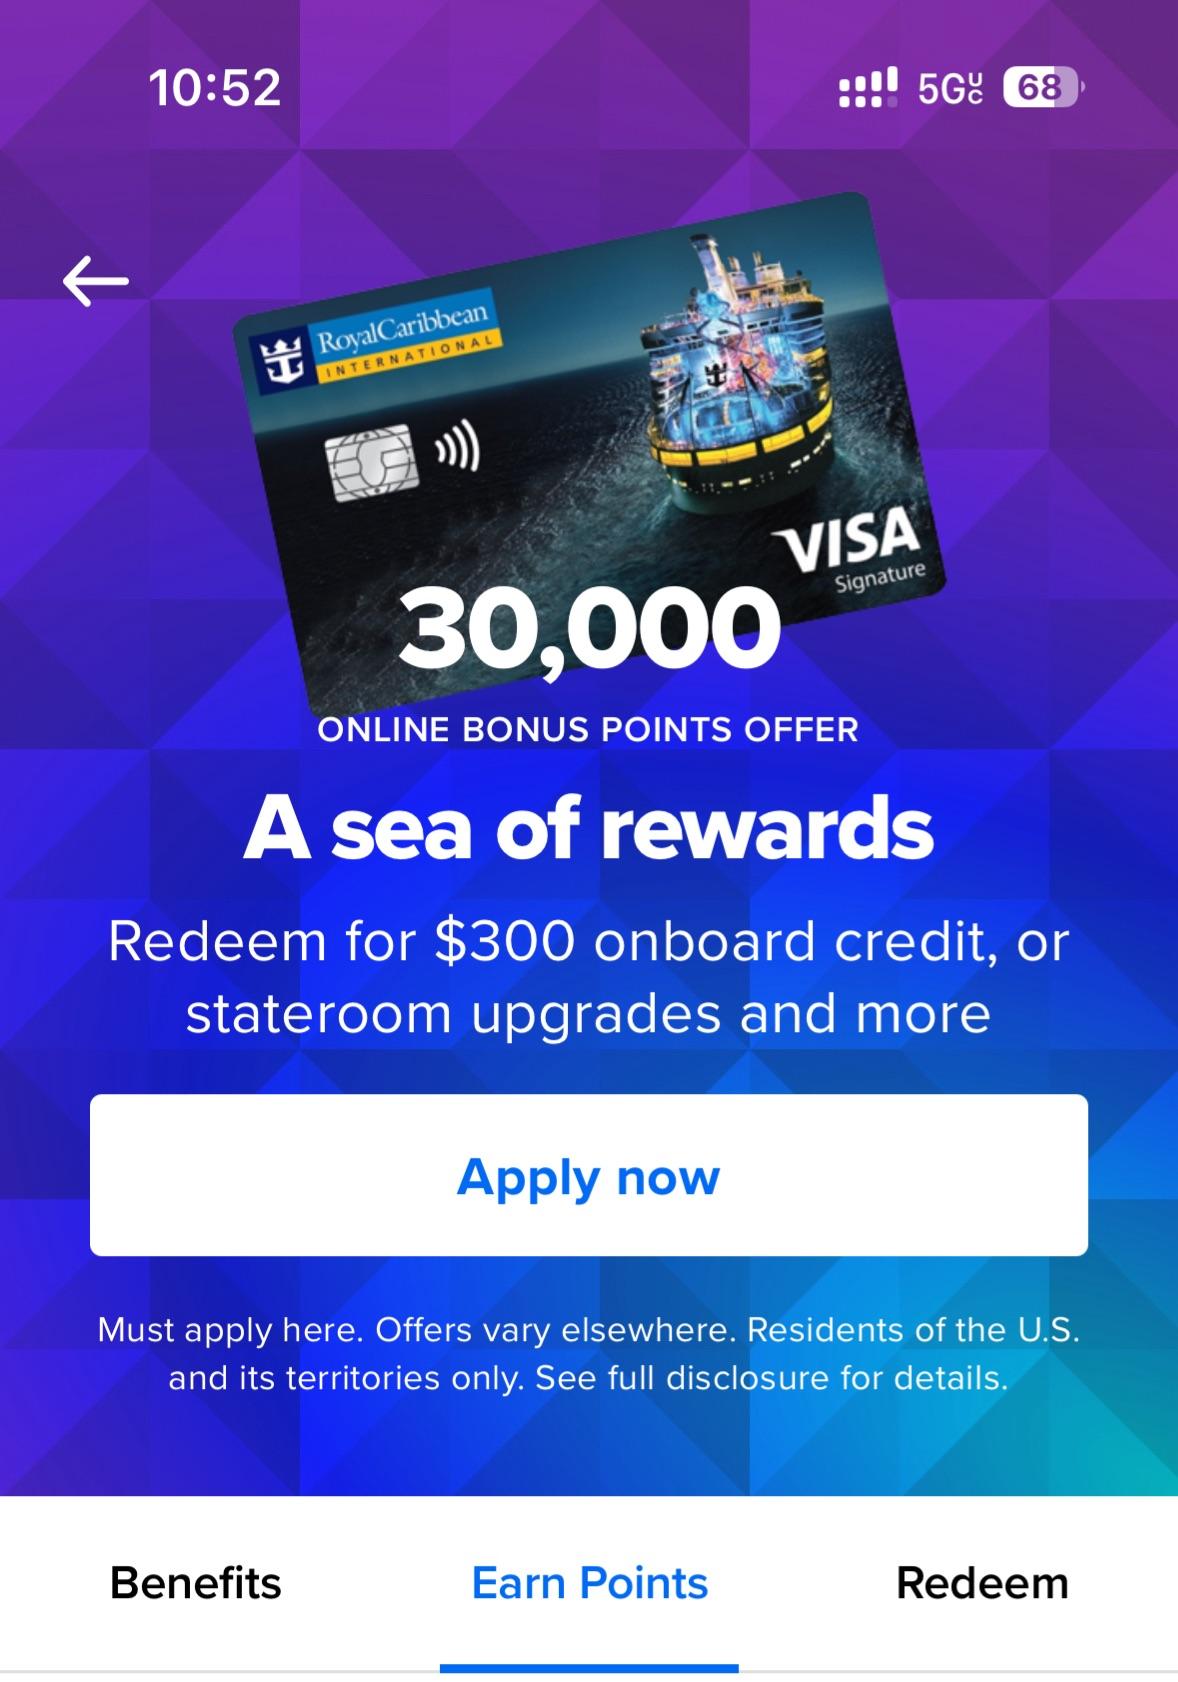 10:52
5GUC 68
RoyalCaribbean
INTERNATIONAL
VISA
Signature
30,000
ONLINE BONUS POINTS OFFER
A sea of rewards
Redeem for $300 onboard credit, or
stateroom upgrades and more
Apply now
Must apply here. Offers vary elsewhere. Residents of the U.S.
and its territories only. See full disclosure for details.
Benefits Earn Points Redeem